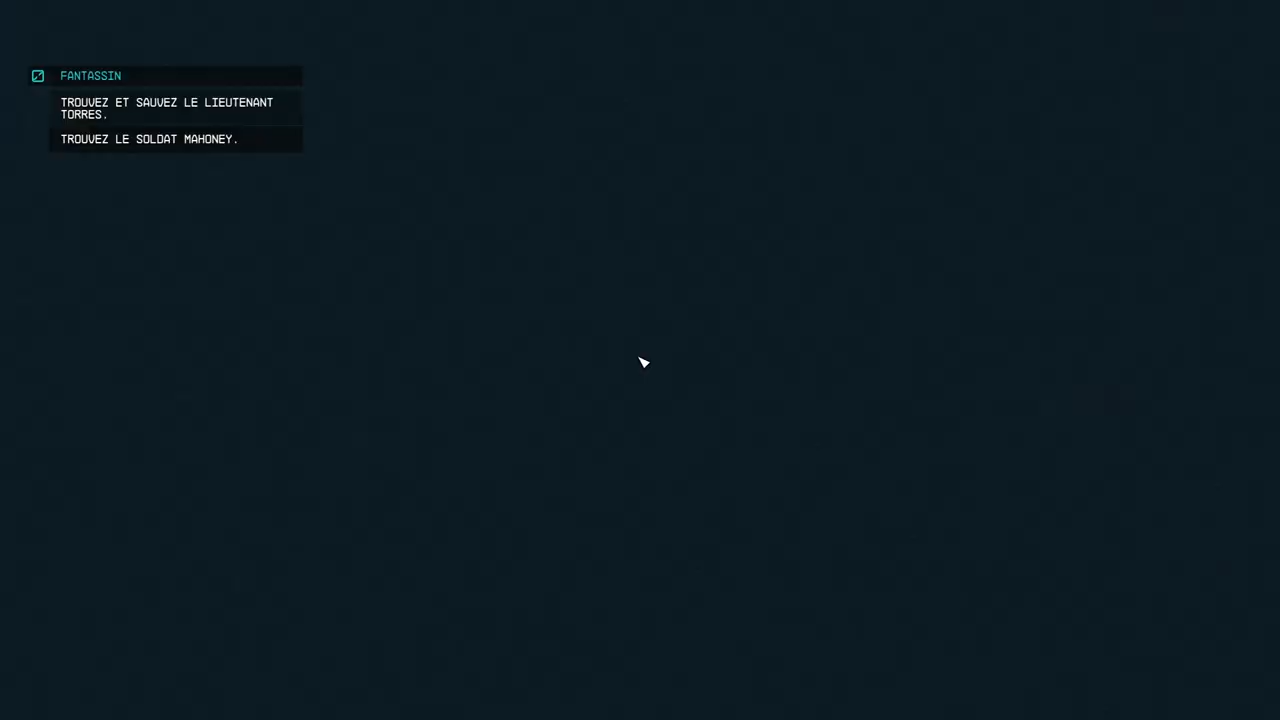 FANTASSIN
TROUVEZ ET SAUVEZ LE LIEUTENANT
TORRES.
TROUVEZ LE SOLDAT MAHONEY.